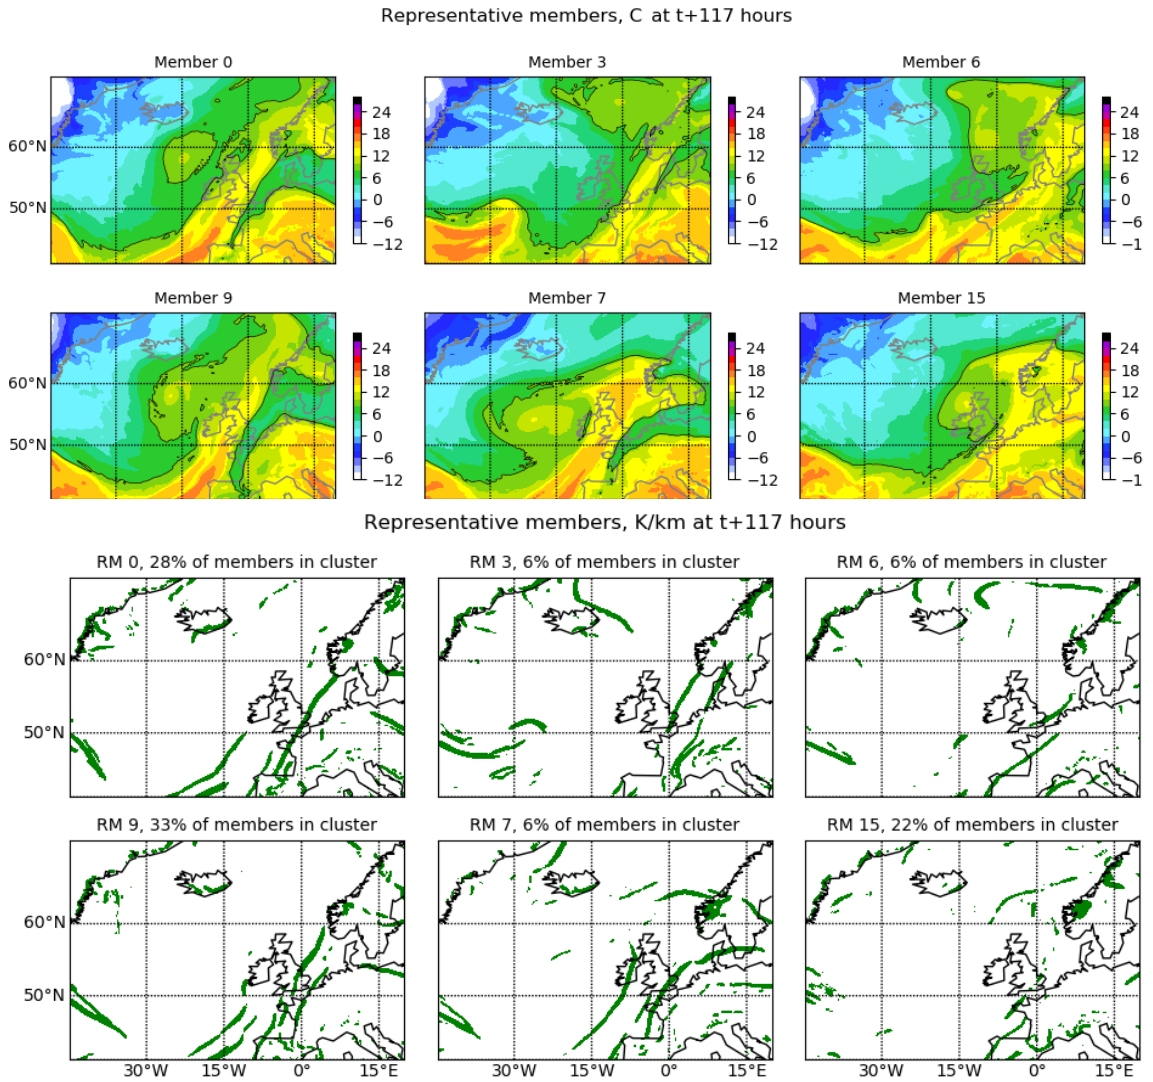 Representative members, C at t+117 hours
Member 0
Member 3
Member 6
60°N
50°N
24
18
12
6
0
−6
−12
24
18
12
6
0
−6
−12
24
18
12
6
0
−6
−1
Member 9
Member 7
Member 15
60°N
50°N
24
18
12
6
0
−6
−12
24
18
12
6
0
−6
−12
24
18
12
6
0
−6
−1
Representative members, K/km at t+117 hours
RM 0, 28% of members in cluster
RM 3, 6% of members in cluster
RM 6, 6% of members in cluster
60°N
50°N
RM 9, 33% of members in cluster
RM 7, 6% of members in cluster
RM 15, 22% of members in cluster
60°N
50°N
30°W 15°W 0° 15°E
30°W 15°W 0° 15°E
30°W 15°W 0° 15°E